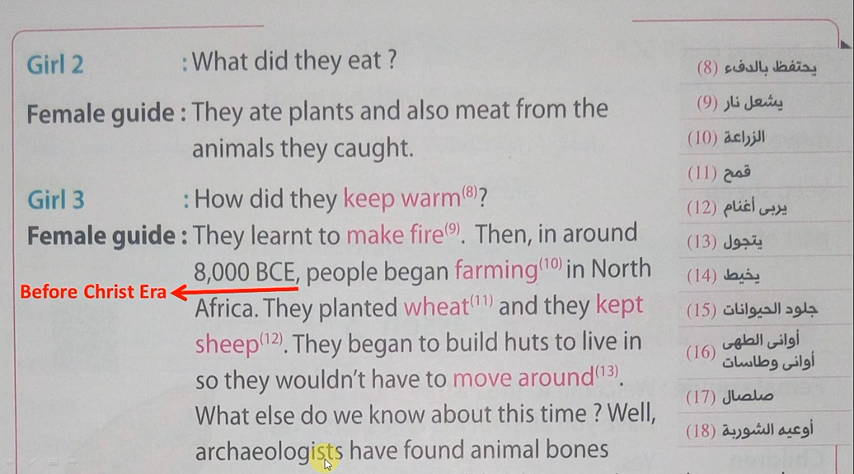 Girl 2 : What did they eat ?
Female guide : They ate plants and also meat from the
animals they caught.
Girl 3 : How did they keep warm(8)?
Female guide : They learnt to make fire(9). Then, in around
8,000 BCE, people began farming(10) in North
Before Christ Era
Africa. They planted wheat(11) and they kept
sheep(12). They began to build huts to live in
so they wouldn't have to move around(13).
What else do we know about this time ? Well,
archaeologists have found animal bones
(8) يحتفظ بالدفء
(9) يشعل نار
(10) الزراعة
(11) قمح
(12) يربى أغنام
(13) يتجول
(14) يخيط
(15) جلود الحيوانات
(16) أوانى الطهى
أوانى وطاسات
(17) صلصال
(18) أوعيه الشوربة